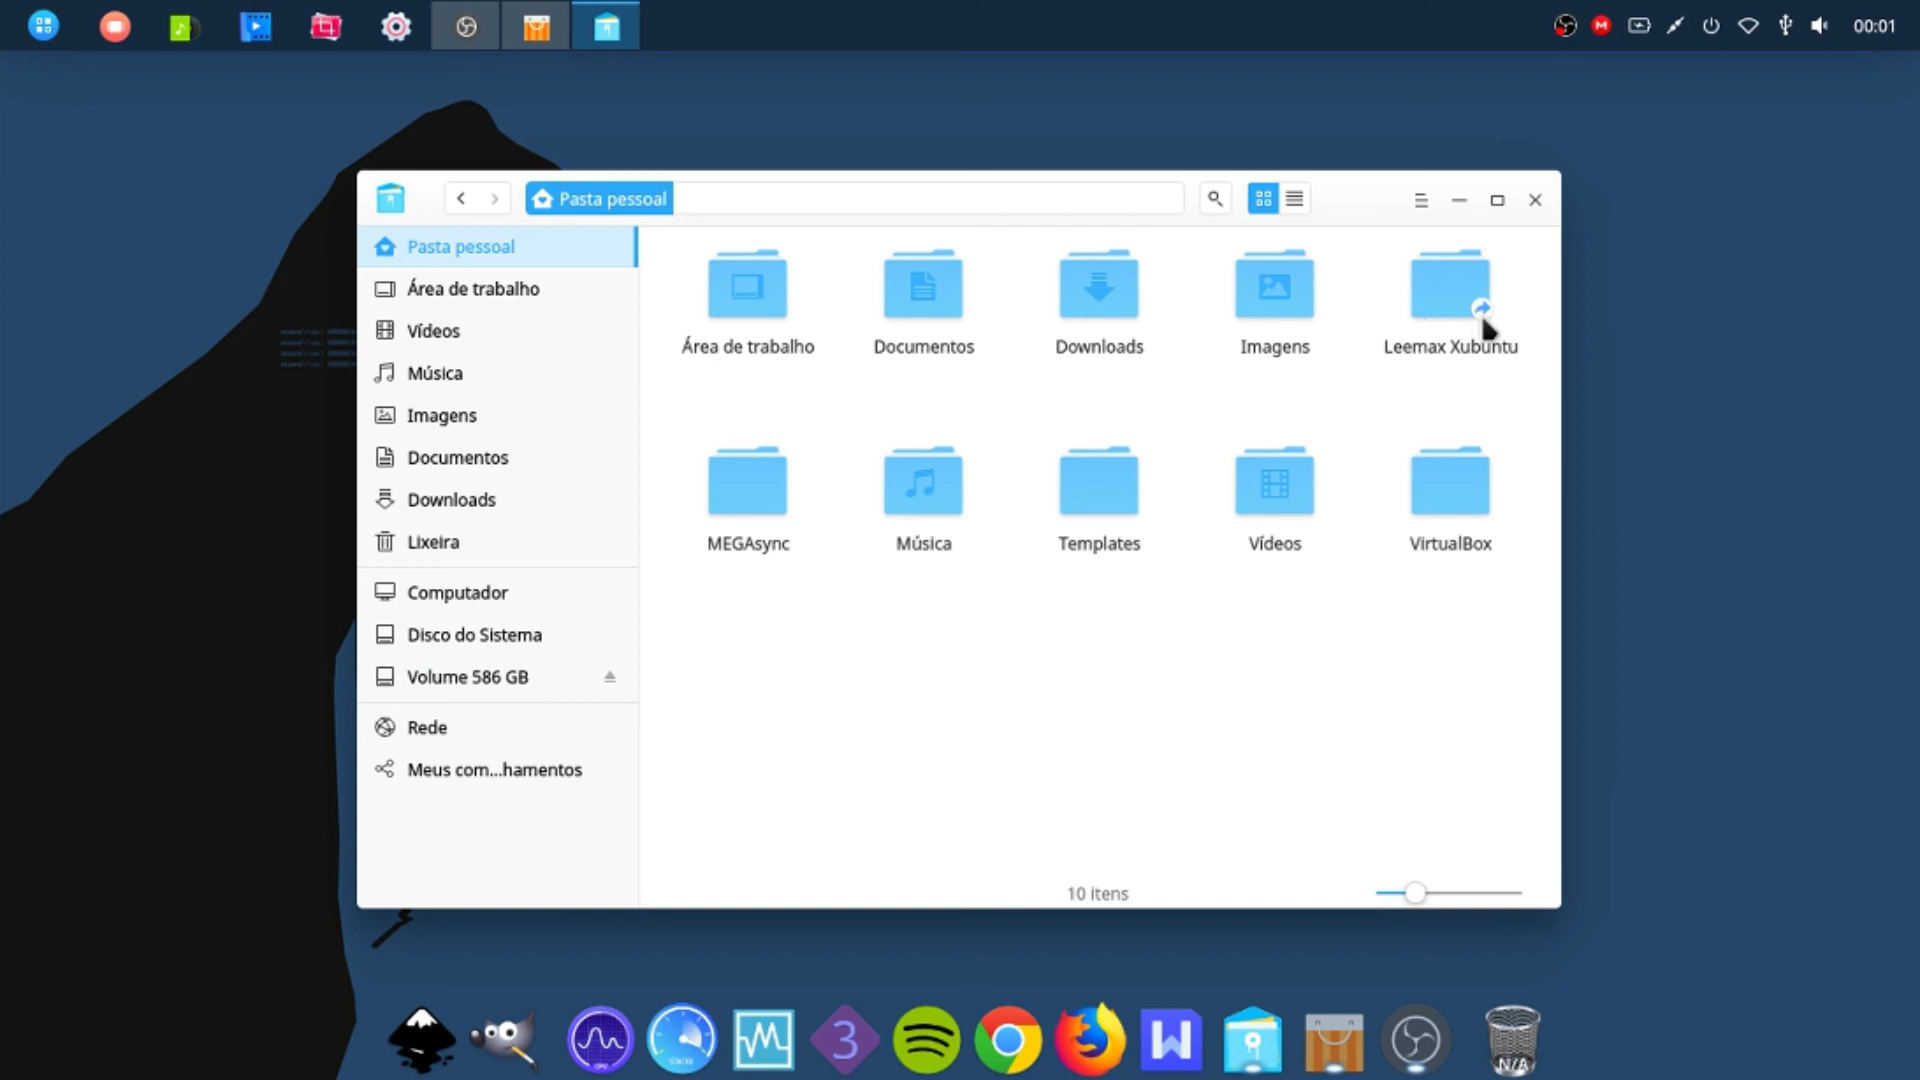 00:01
Pasta pessoal
Pasta pessoal
Área de trabalho
Vídeos
Música
Imagens
Documentos
Downloads
Lixeira
Computador
Disco do Sistema
Volume 586 GB
Rede
Meus com...hamentos
Área de trabalho
Documentos
Downloads
Imagens
Leemax Xubuntu
MEGAsync
Música
Templates
Vídeos
VirtualBox
10 itens
CPU
STACER
3
W
N/A